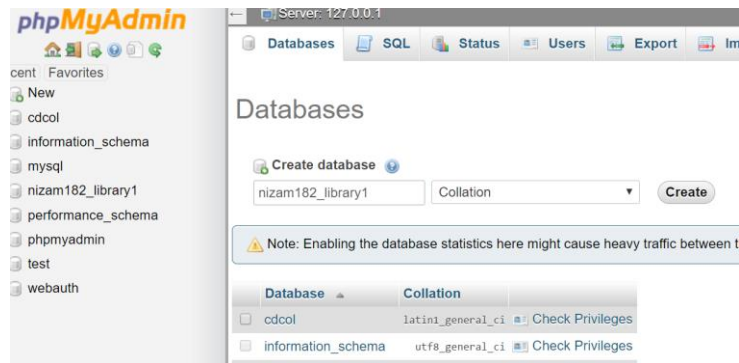 phpMyAdmin
cent Favorites
New
cdcol
information_schema
mysql
nizam182_library1
performance_schema
phpmyadmin
test
webauth
Server: 127.0.0.1
Databases SQL Status Users Export Im
Databases
Create database
nizam182_library1 Collation Create
Note: Enabling the database statistics here might cause heavy traffic between t
Database Collation
cdcol latin1_general_ci Check Privileges
information_schema utf8_general_ci Check Privileges